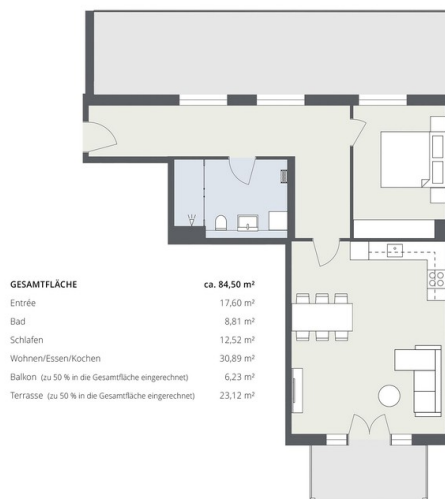 GESAMTFLÄCHE ca. 84,50 m²
Entrée 17,60 m²
Bad 8,81 m²
Schlafen 12,52 m²
Wohnen/Essen/Kochen 30,89 m²
Balkon (zu 50 % in die Gesamtfläche eingerechnet) 6,23 m²
Terrasse (zu 50 % in die Gesamtfläche eingerechnet) 23,12 m²